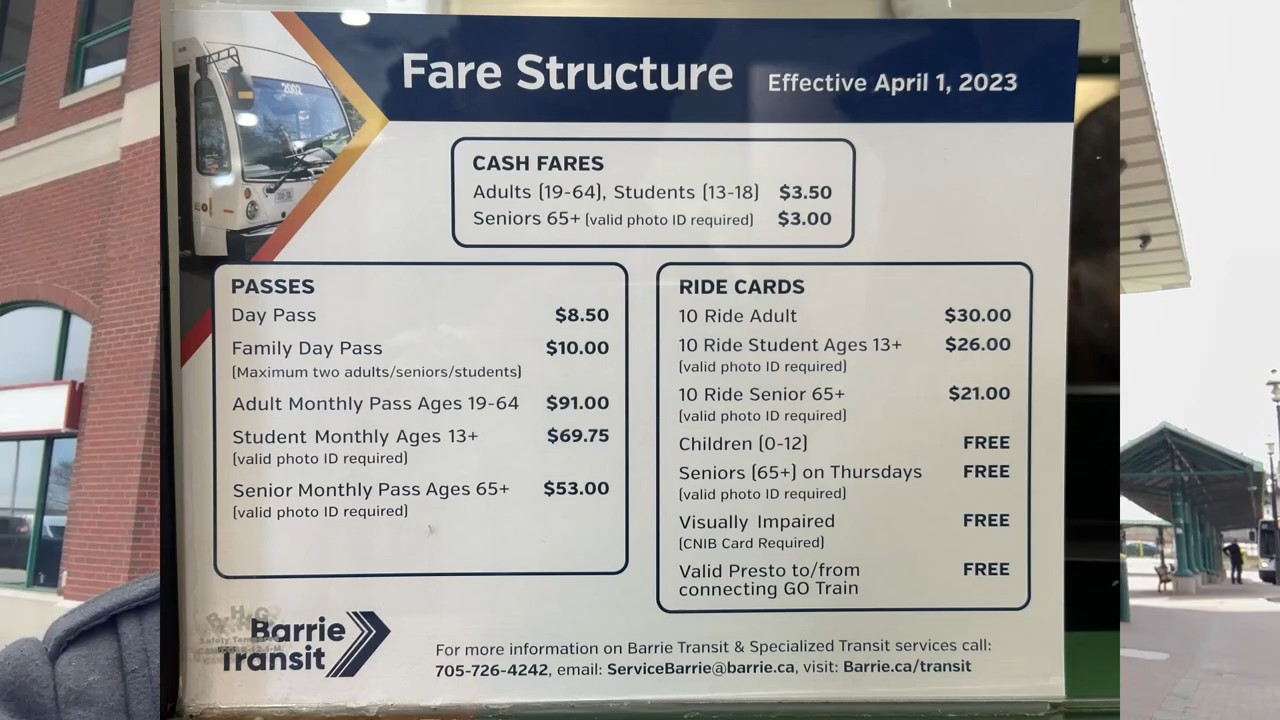 Fare Structure Effective April 1, 2023
2002
CASH FARES
Adults (19-64), Students (13-18) $3.50
Seniors 65+ (valid photo ID required) $3.00
PASSES
Day Pass $8.50
Family Day Pass $10.00
(Maximum two adults/seniors/students)
Adult Monthly Pass Ages 19-64 $91.00
Student Monthly Ages 13+ $69.75
(valid photo ID required)
Senior Monthly Pass Ages 65+ $53.00
(valid photo ID required)
RIDE CARDS
10 Ride Adult $30.00
10 Ride Student Ages 13+ $26.00
(valid photo ID required)
10 Ride Senior 65+ $21.00
(valid photo ID required)
Children (0-12) FREE
Seniors (65+) on Thursdays FREE
(valid photo ID required)
Visually Impaired FREE
(CNIB Card Required)
Valid Presto to/from FREE
connecting GO Train
Barrie
Transit
For more information on Barrie Transit & Specialized Transit services call:
705-726-4242, email: ServiceBarrie@barrie.ca, visit: Barrie.ca/transit